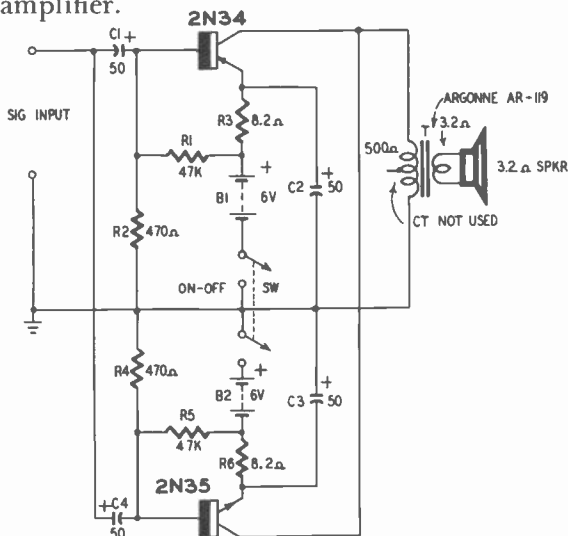 amplifier.
2N34
C1 +
50
SIG INPUT
R3 8.2Ω
ARGONNE AR-119
T 3.2Ω
500Ω
3.2Ω SPKR
R1
47K
+
B1 6V
+
C2 50
CT NOT USED
R2 470Ω
ON-OFF SW
R4 470Ω
+
B2 6V
+
C3 50
R5
47K
R6 8.2Ω
2N35
+C4
50